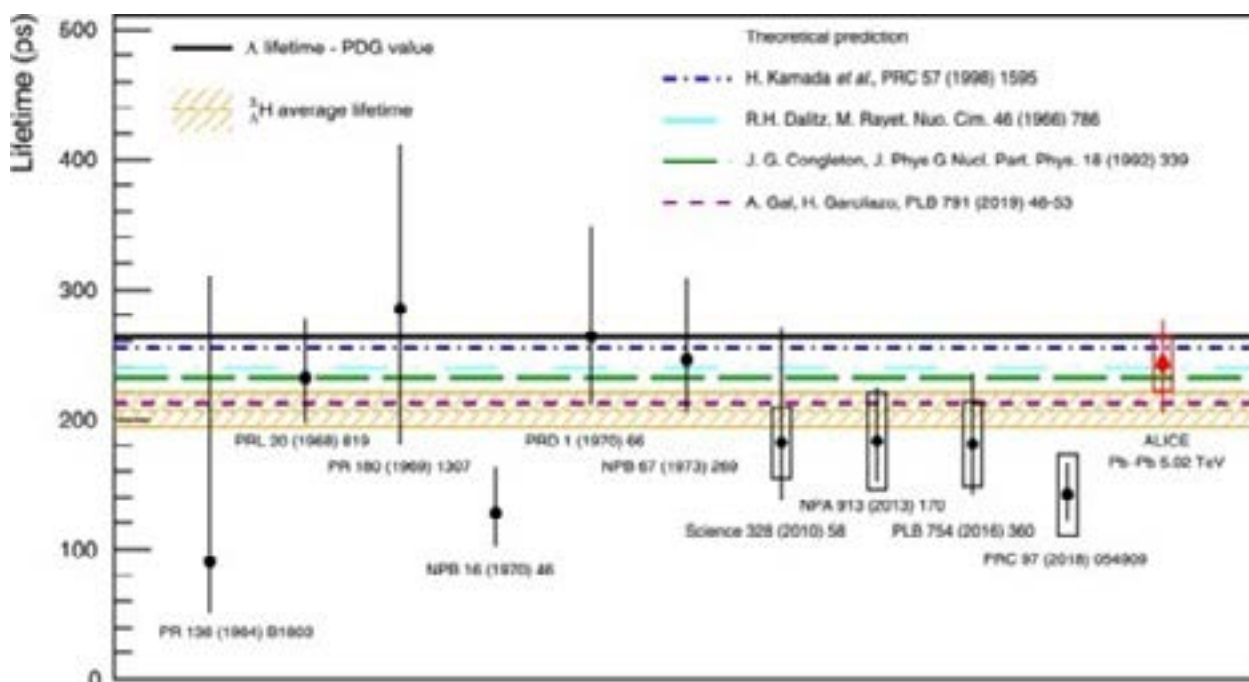 500
Lifetime (ps)
Λ lifetime - PDG value
³ΛH average lifetime
Theoretical prediction
H. Kamada et al., PRC 57 (1998) 1595
R.H. Dalitz, M. Rayet, Nuo. Cim. 46 (1966) 786
J. G. Congleton, J. Phys G Nucl. Part. Phys. 18 (1992) 339
A. Gal, H. Garcilazo, PLB 791 (2019) 48-53
400
300
200
PRL 20 (1968) 819
PRD 1 (1970) 66
ALICE
PR 180 (1969) 1307
NPB 67 (1973) 269
Pb-Pb 5.02 TeV
NPA 913 (2013) 170
Science 328 (2010) 58
PLB 754 (2016) 360
100
NPB 16 (1970) 46
PRC 97 (2018) 054909
PR 136 (1964) B1803
0